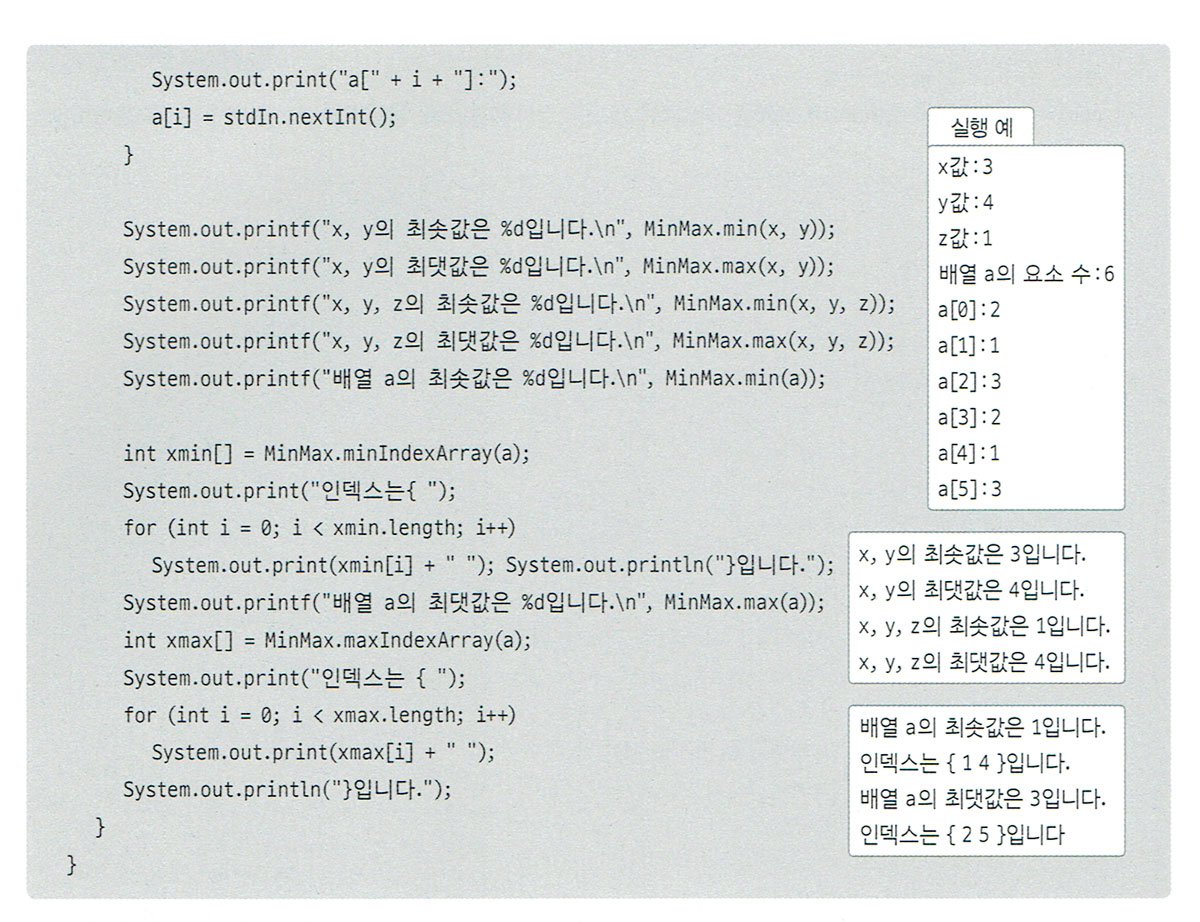 System.out.print("a[" + i + "]:");
a[i] = stdIn.nextInt();
}
System.out.printf("x, y의 최솟값은 %d입니다.\n", MinMax.min(x, y));
System.out.printf("x, y의 최댓값은 %d입니다.\n", MinMax.max(x, y));
System.out.printf("x, y, z의 최솟값은 %d입니다.\n", MinMax.min(x, y, z));
System.out.printf("x, y, z의 최댓값은 %d입니다.\n", MinMax.max(x, y, z));
System.out.printf("배열 a의 최솟값은 %d입니다.\n", MinMax.min(a));
int xmin[] = MinMax.minIndexArray(a);
System.out.print("인덱스는{ ");
for (int i = 0; i < xmin.length; i++)
System.out.print(xmin[i] + " "); System.out.println("}입니다.");
System.out.printf("배열 a의 최댓값은 %d입니다.\n", MinMax.max(a));
int xmax[] = MinMax.maxIndexArray(a);
System.out.print("인덱스는 { ");
for (int i = 0; i < xmax.length; i++)
System.out.print(xmax[i] + " ");
System.out.println("}입니다.");
}
}
실행 예
x값:3
y값:4
z값:1
배열 a의 요소 수:6
a[0]:2
a[1]:1
a[2]:3
a[3]:2
a[4]:1
a[5]:3
x, y의 최솟값은 3입니다.
x, y의 최댓값은 4입니다.
x, y, z의 최솟값은 1입니다.
x, y, z의 최댓값은 4입니다.
배열 a의 최솟값은 1입니다.
인덱스는 { 1 4 }입니다.
배열 a의 최댓값은 3입니다.
인덱스는 { 2 5 }입니다